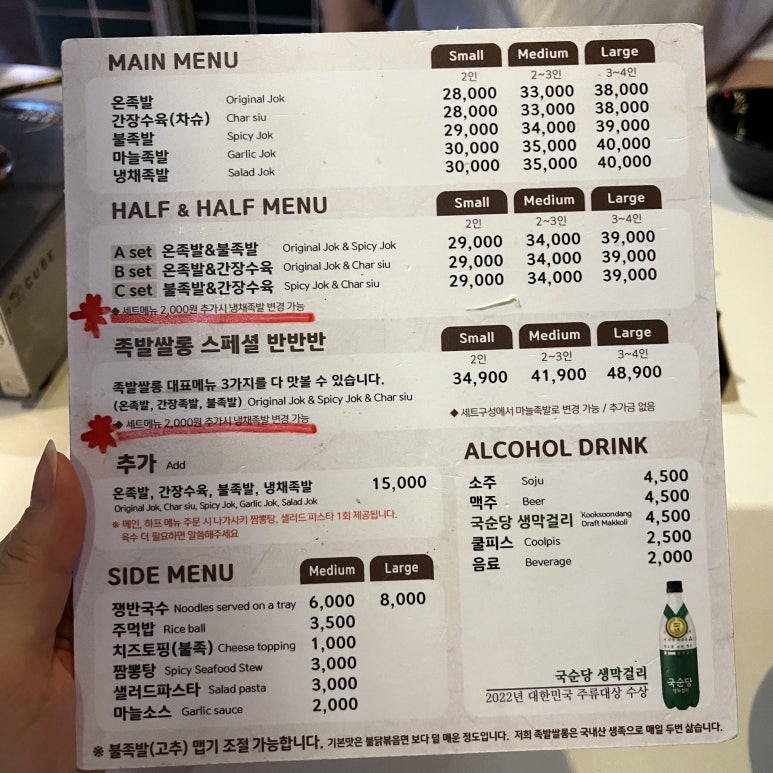 MAIN MENU Small Medium Large
2인 2~3인 3~4인
온족발 Original Jok 28,000 33,000 38,000
간장수육(차슈) Char siu 28,000 33,000 38,000
불족발 Spicy Jok 29,000 34,000 39,000
마늘족발 Garlic Jok 30,000 35,000 40,000
냉채족발 Salad Jok 30,000 35,000 40,000
HALF & HALF MENU Small Medium Large
2인 2~3인 3~4인
A set 온족발&불족발 Original Jok & Spicy Jok 29,000 34,000 39,000
B set 온족발&간장수육 Original Jok & Char siu 29,000 34,000 39,000
C set 불족발&간장수육 Spicy Jok & Char siu 29,000 34,000 39,000
◆ 세트메뉴 2,000원 추가시 냉채족발 변경 가능
족발쌀롱 스페셜 반반반 Small Medium Large
2인 2~3인 3~4인
34,900 41,900 48,900
족발쌀롱 대표메뉴 3가지를 다 맛볼 수 있습니다.
(온족발, 간장족발, 불족발) Original Jok & Spicy Jok & Char siu
◆ 세트메뉴 2,000원 추가시 냉채족발 변경 가능
◆ 세트구성에서 마늘족발로 변경 가능 / 추가금 없음
추가 Add
온족발, 간장수육, 불족발, 냉채족발 15,000
Original Jok, Char siu, Spicy Jok, Garlic Jok, Salad Jok
※ 메인, 하프 메뉴 주문 시 나가사키 짬뽕탕, 샐러드 파스타 1회 제공됩니다.
육수 더 필요하면 말씀해주세요
SIDE MENU Medium Large
쟁반국수 Noodles served on a tray 6,000 8,000
주먹밥 Rice ball 3,500
치즈토핑(불족) Cheese topping 1,000
짬뽕탕 Spicy Seafood Stew 3,000
샐러드파스타 Salad pasta 3,000
마늘소스 Garlic sauce 2,000
ALCOHOL DRINK
소주 Soju 4,500
맥주 Beer 4,500
국순당 생막걸리 Kooksoondang Draft Makkoli 4,500
쿨피스 Coolpis 2,500
음료 Beverage 2,000
국순당 생막걸리
2022년 대한민국 주류대상 수상
국순당
생막걸리
※ 불족발(고추) 맵기 조절 가능합니다. 기본맛은 불닭볶음면 보다 덜 매운 정도입니다. 저희 족발쌀롱은 국내산 생족으로 매일 두번 삶습니다.
CUBE